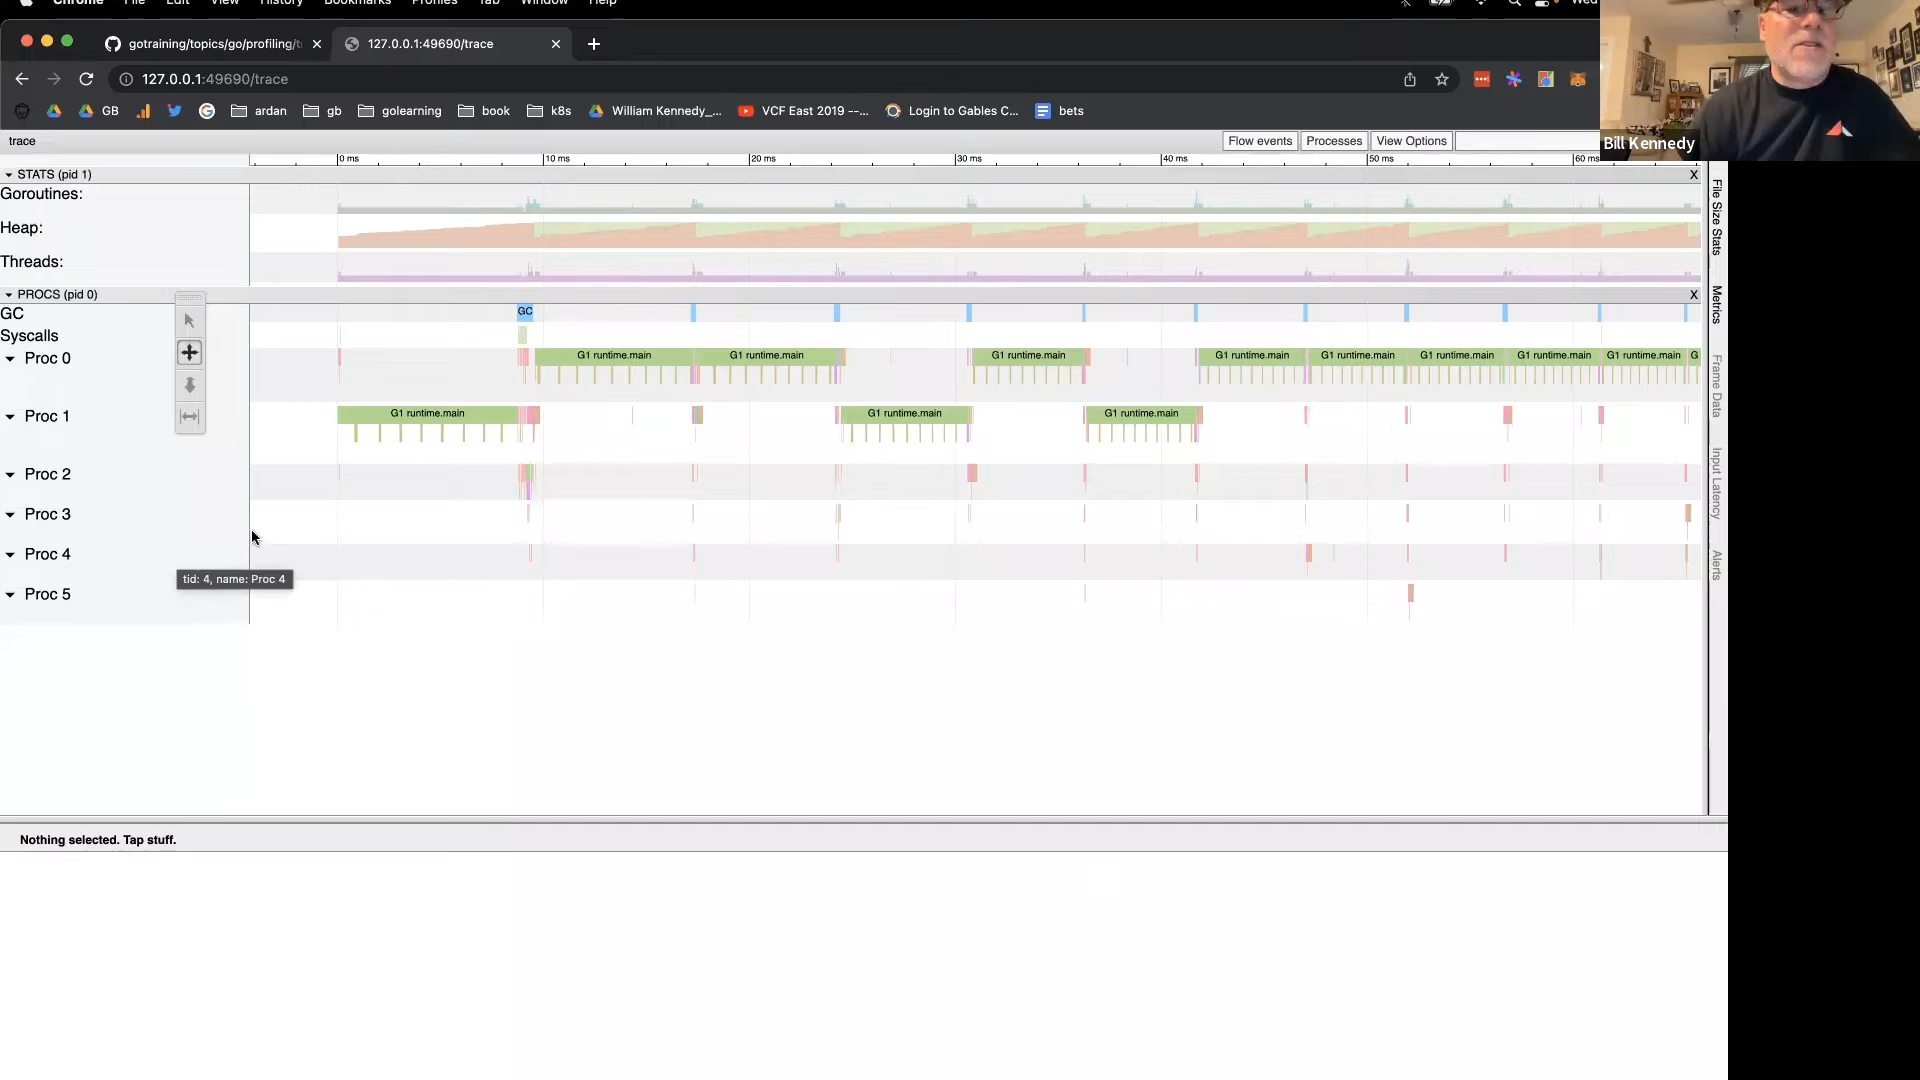 Chrome File Edit View History Bookmarks Profiles Tab Window Help Wed
gotraining/topics/go/profiling/t 127.0.0.1:49690/trace
127.0.0.1:49690/trace
GB ardan gb golearning book k8s William Kennedy_... VCF East 2019 --... Login to Gables C... bets
Bill Kennedy
trace Flow events Processes View Options
0 ms 10 ms 20 ms 30 ms 40 ms 50 ms 60 ms
STATS (pid 1) X
Goroutines:
Heap:
Threads:
PROCS (pid 0) X
GC GC
Syscalls
Proc 0 G1 runtime.main G1 runtime.main G1 runtime.main G1 runtime.main G1 runtime.main G1 runtime.main G1 runtime.main G1 runtime.main G
Proc 1 G1 runtime.main G1 runtime.main G1 runtime.main
Proc 2
Proc 3
Proc 4
tid: 4, name: Proc 4
Proc 5
File Size Stats
Metrics
Frame Data
Input Latency
Alerts
Nothing selected. Tap stuff.